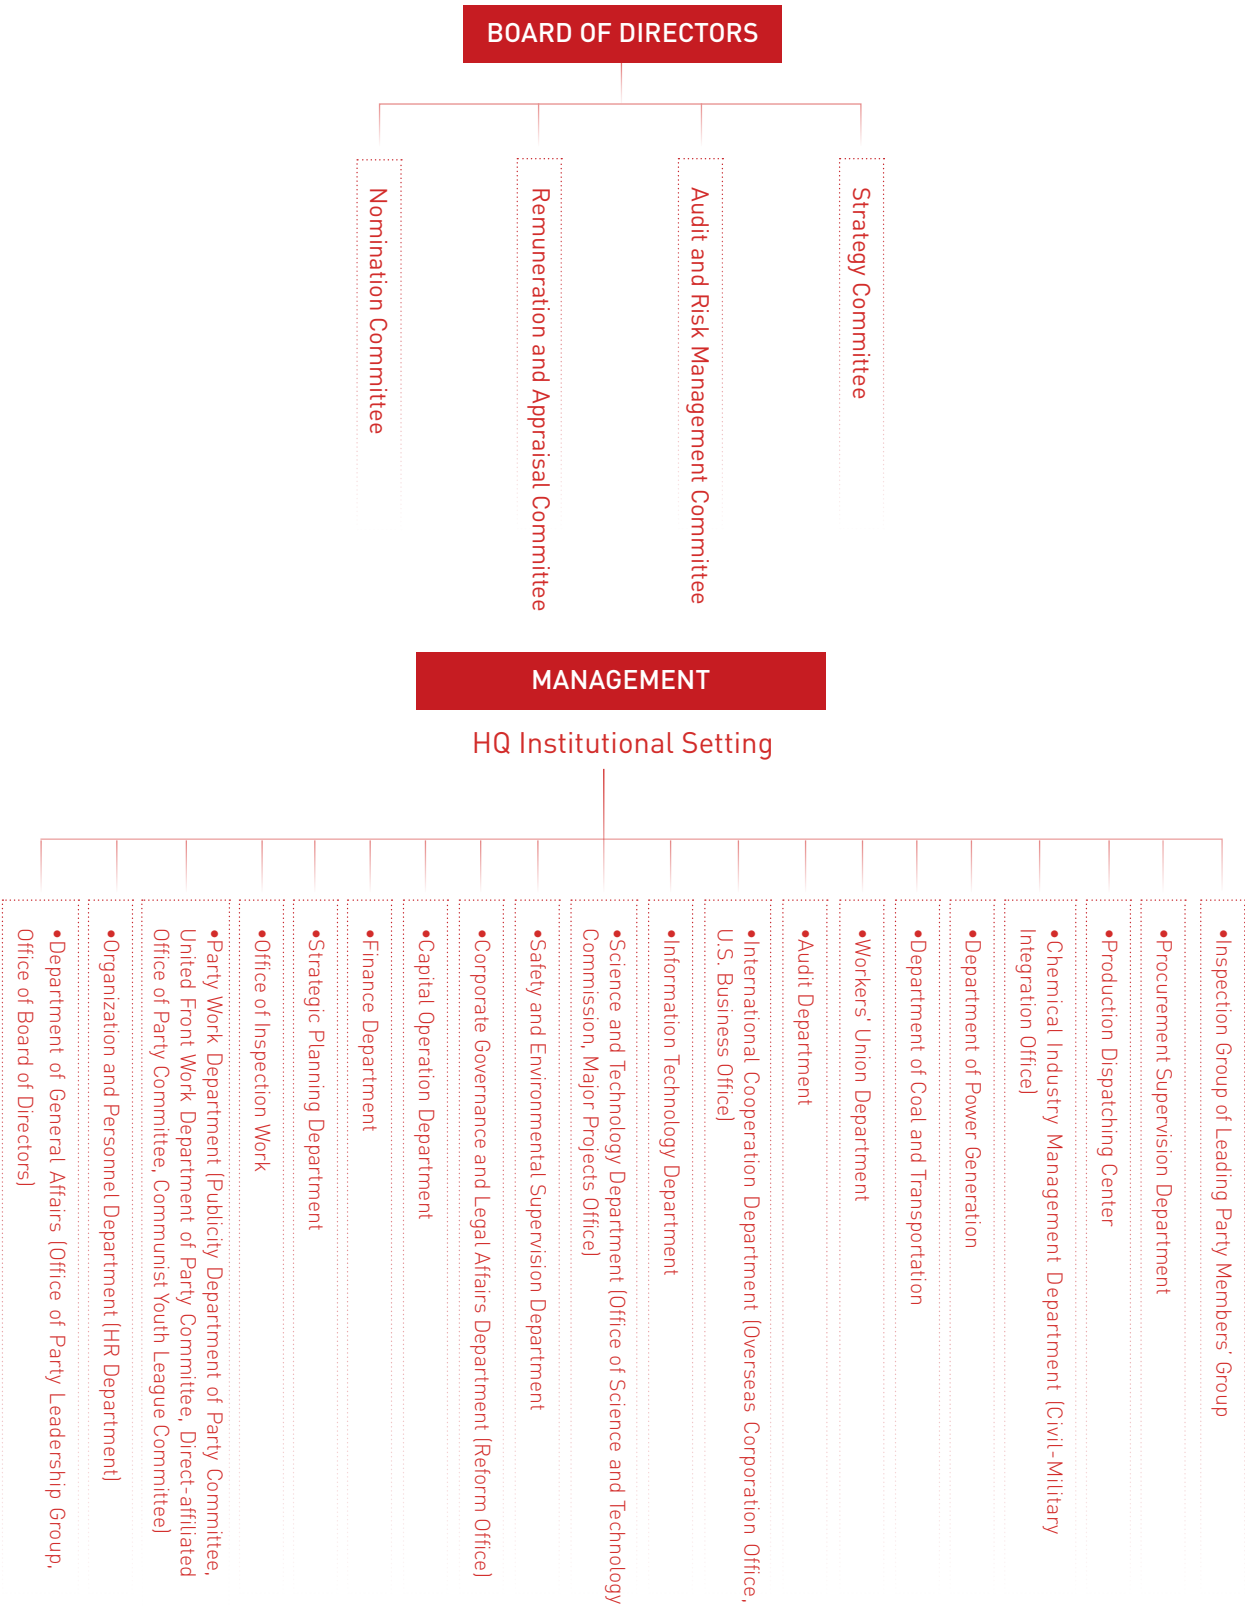 BOARD OF DIRECTORS
Nomination Committee
Remuneration and Appraisal Committee
Audit and Risk Management Committee
Strategy Committee
MANAGEMENT
HQ Institutional Setting
•Department of General Affairs (Office of Party Leadership Group,
Office of Board of Directors)
•Organization and Personnel Department (HR Department)
•Party Work Department (Publicity Department of Party Committee,
United Front Work Department of Party Committee, Direct-affiliated
Office of Party Committee, Communist Youth League Committee)
•Office of Inspection Work
•Strategic Planning Department
•Finance Department
•Capital Operation Department
•Corporate Governance and Legal Affairs Department (Reform Office)
•Safety and Environmental Supervision Department
•Science and Technology Department (Office of Science and Technology
Commission, Major Projects Office)
•Information Technology Department
•International Cooperation Department (Overseas Corporation Office,
U.S. Business Office)
•Audit Department
•Workers' Union Department
•Department of Coal and Transportation
•Department of Power Generation
•Chemical Industry Management Department (Civil-Military
Integration Office)
•Production Dispatching Center
•Procurement Supervision Department
•Inspection Group of Leading Party Members' Group